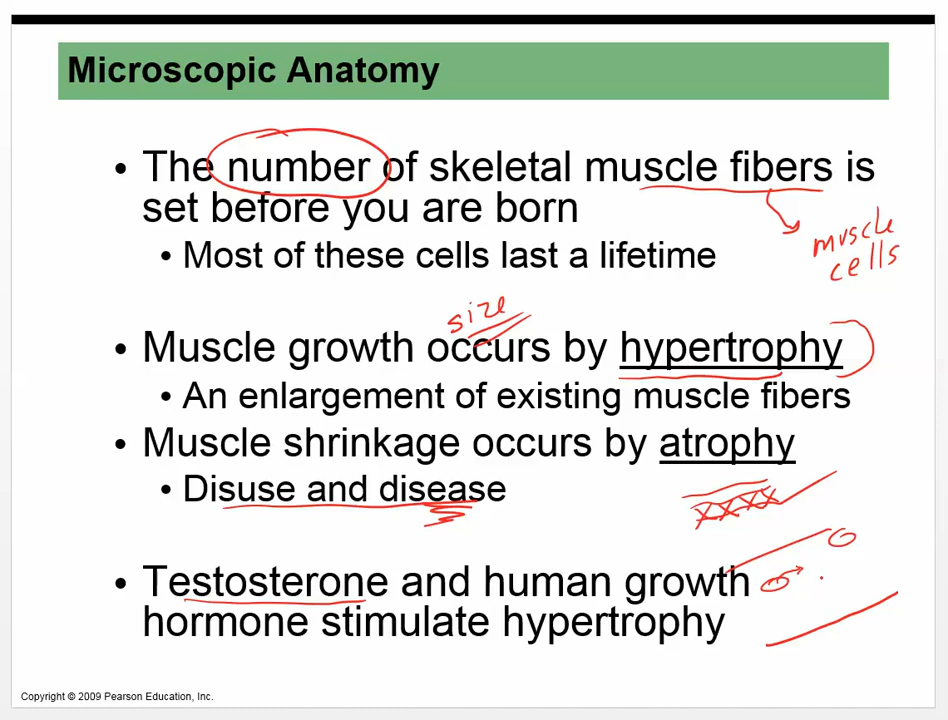 Microscopic Anatomy
• The number of skeletal muscle fibers is
set before you are born
• Most of these cells last a lifetime
muscle
cells
size
• Muscle growth occurs by hypertrophy
• An enlargement of existing muscle fibers
• Muscle shrinkage occurs by atrophy
• Disuse and disease
• Testosterone and human growth
hormone stimulate hypertrophy
Copyright © 2009 Pearson Education, Inc.